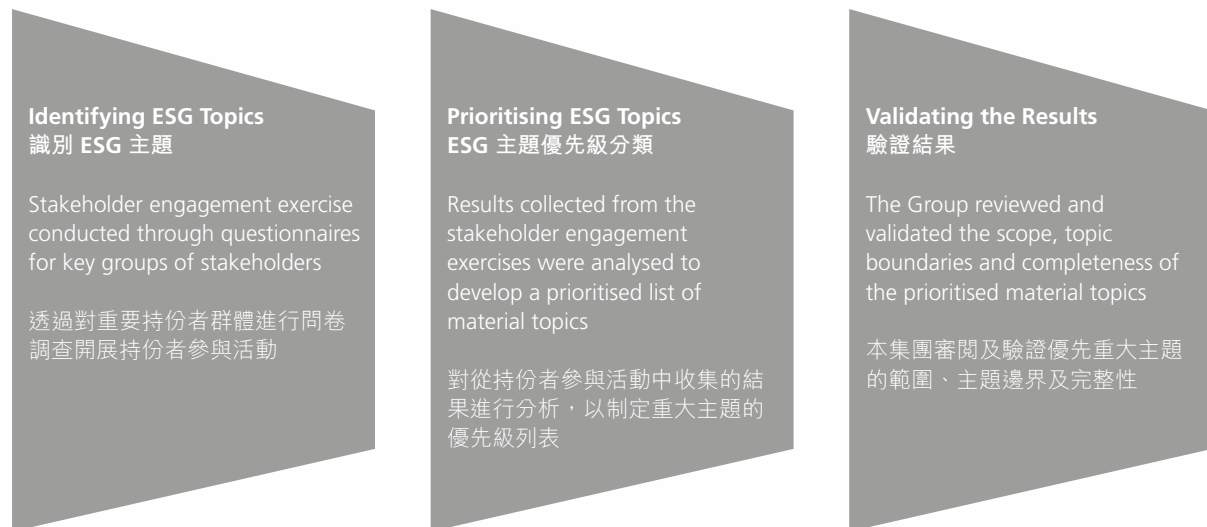 Identifying ESG Topics
識別 ESG 主題
Stakeholder engagement exercise
conducted through questionnaires
for key groups of stakeholders
透過對重要持份者群體進行問卷
調查開展持份者參與活動
Prioritising ESG Topics
ESG 主題優先級分類
Results collected from the
stakeholder engagement
exercises were analysed to
develop a prioritised list of
material topics
對從持份者參與活動中收集的結
果進行分析，以制定重大主題的
優先級列表
Validating the Results
驗證結果
The Group reviewed and
validated the scope, topic
boundaries and completeness of
the prioritised material topics
本集團審閱及驗證優先重大主題
的範圍、主題邊界及完整性